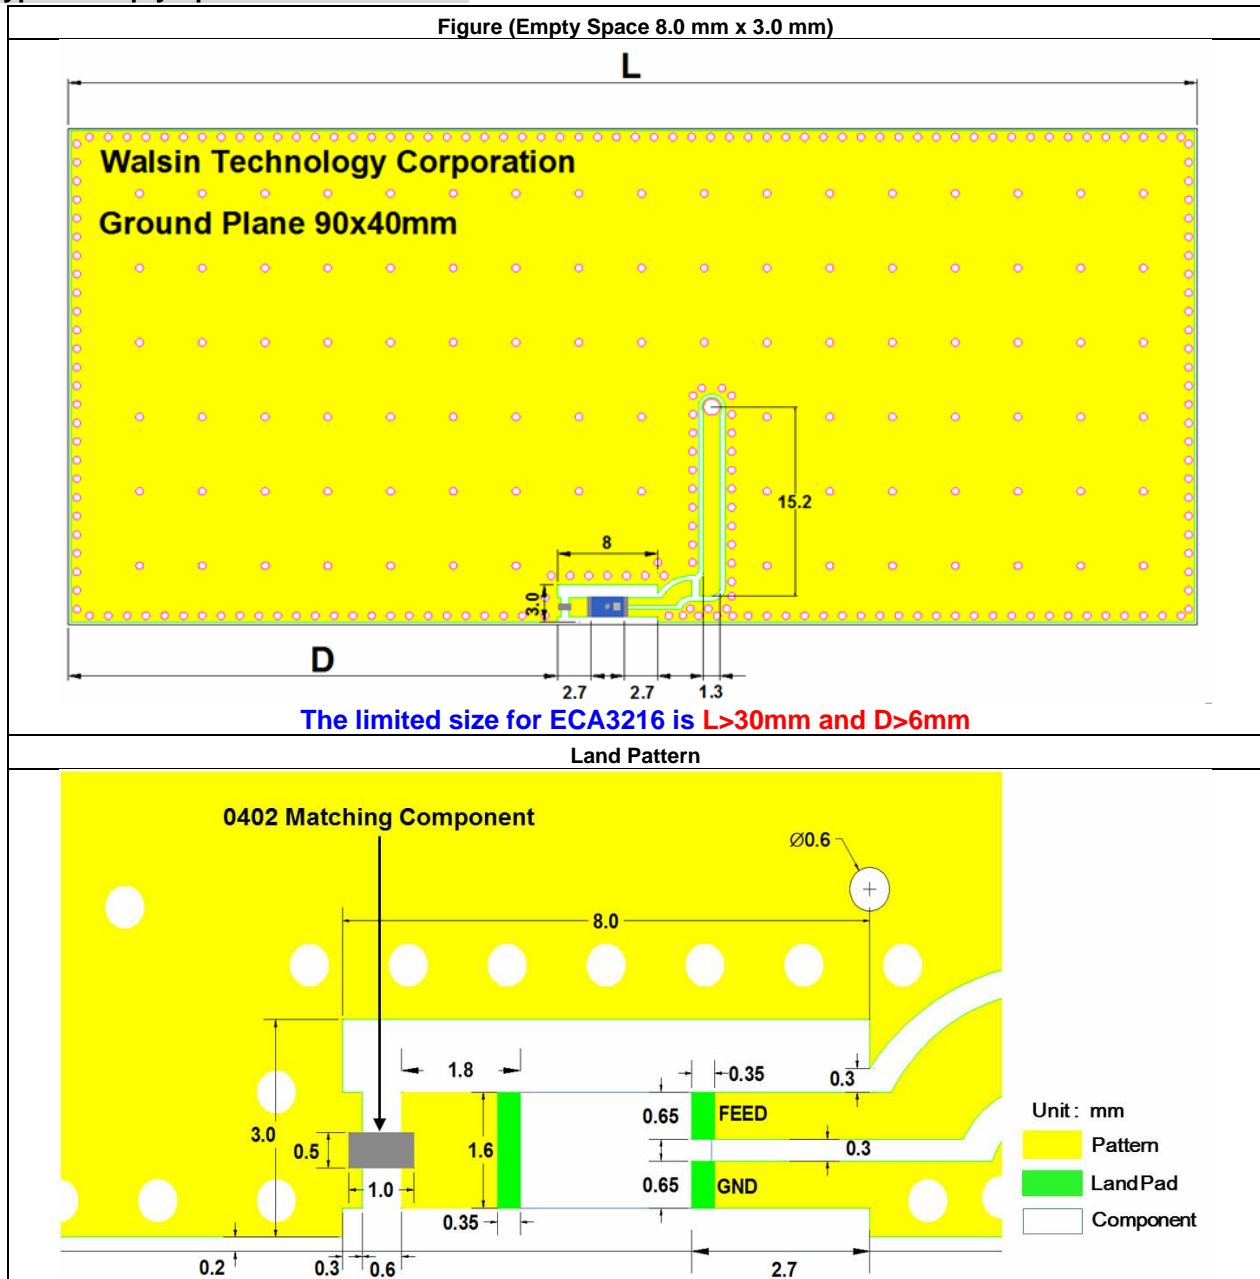 Figure (Empty Space 8.0 mm x 3.0 mm)
L
Walsin Technology Corporation
Ground Plane 90x40mm
15.2
8
3.0
D
2.7 2.7 1.3
The limited size for ECA3216 is L>30mm and D>6mm
Land Pattern
0402 Matching Component
Ø0.6
8.0
1.8 0.35 0.3
0.65 FEED
3.0 0.5 1.6 0.3
1.0 0.65 GND
0.35
0.2 0.3 0.6 2.7
Unit : mm
Pattern
Land Pad
Component